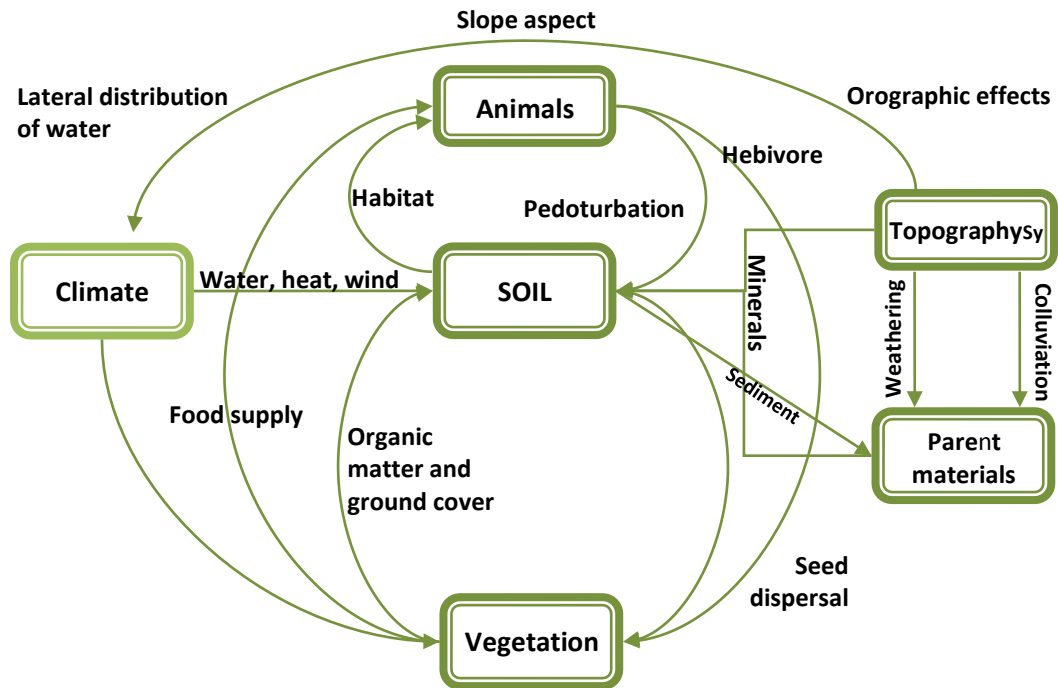 Slope aspect
Lateral distribution
of water
Animals
Orographic effects
Hebivore
Habitat
Pedoturbation
Topographysy
Climate
Water, heat, wind
SOIL
Minerals
Weathering
Colluviation
Sediment
Food supply
Organic
matter and
ground cover
Parent
materials
Seed
dispersal
Vegetation